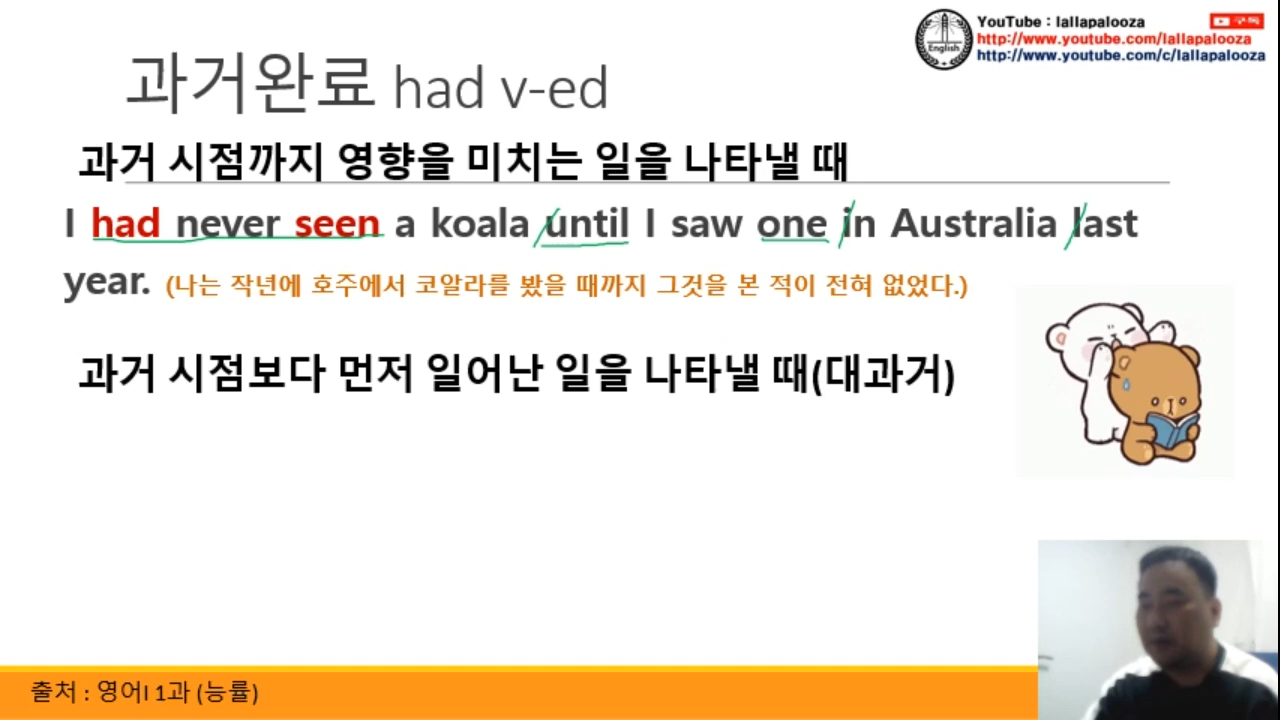 YouTube : lallapalooza
구독
http://www.youtube.com/lallapalooza
http://www.youtube.com/c/lallapalooza
English
과거완료 had v-ed
과거 시점까지 영향을 미치는 일을 나타낼 때
I had never seen a koala until I saw one in Australia last
year. (나는 작년에 호주에서 코알라를 봤을 때까지 그것을 본 적이 전혀 없었다.)
과거 시점보다 먼저 일어난 일을 나타낼 때(대과거)
출처 : 영어I 1과 (능률)